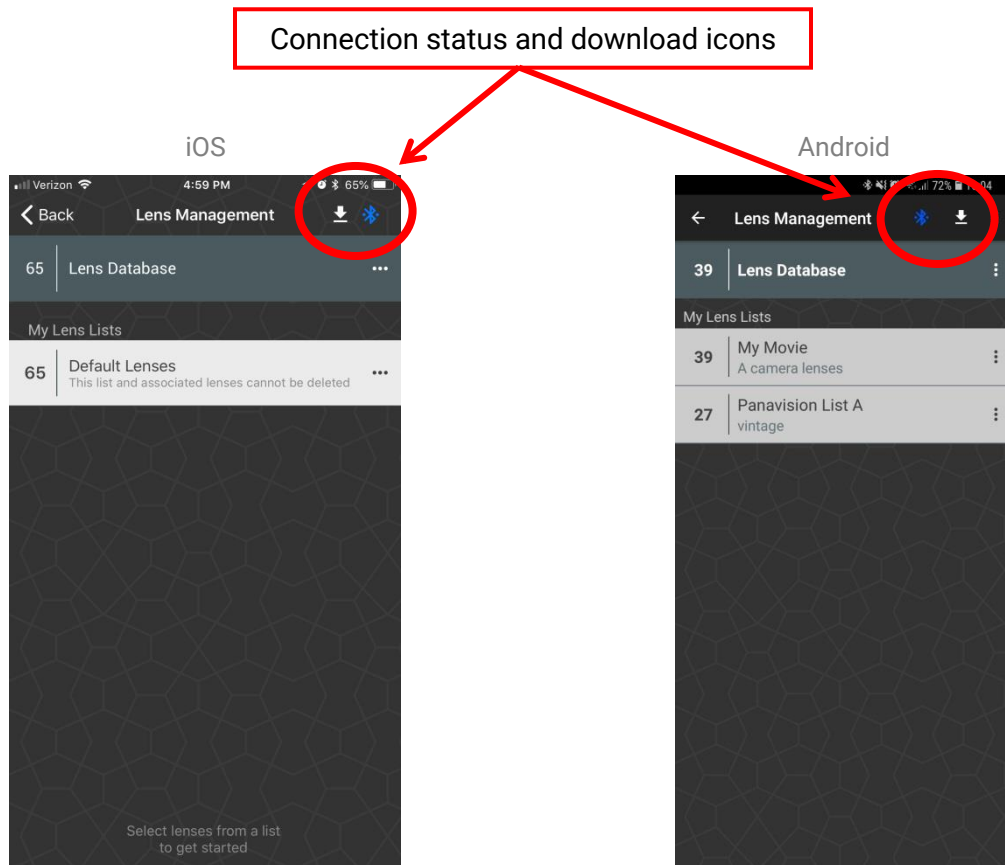 Connection status and download icons
iOS
Verizon 4:59 PM 65%
Back Lens Management
65 Lens Database
My Lens Lists
65 Default Lenses
This list and associated lenses cannot be deleted
Select lenses from a list
to get started
Android
72%
Lens Management
39 Lens Database
My Lens Lists
39 My Movie
A camera lenses
27 Panavision List A
vintage